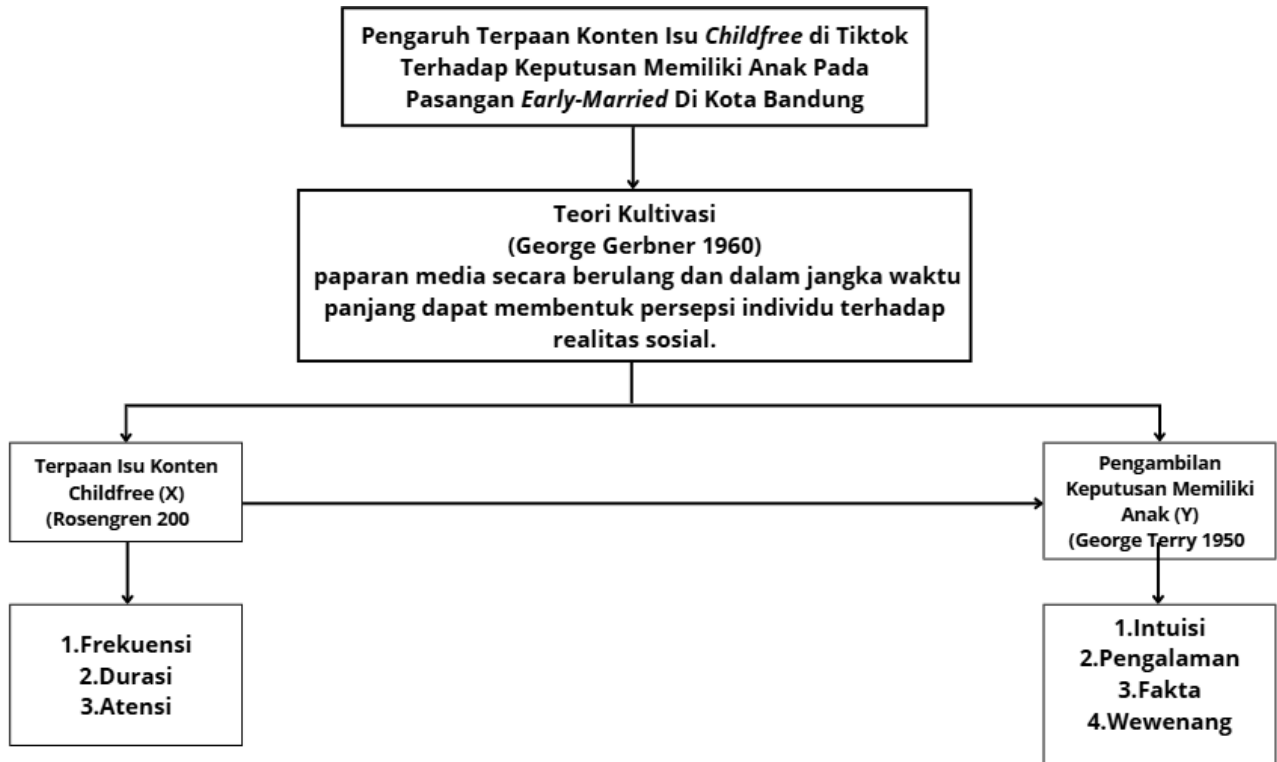 Pengaruh Terpaan Konten Isu Childfree di Tiktok
Terhadap Keputusan Memiliki Anak Pada
Pasangan Early-Married Di Kota Bandung
Teori Kultivasi
(George Gerbner 1960)
paparan media secara berulang dan dalam jangka waktu
panjang dapat membentuk persepsi individu terhadap
realitas sosial.
Terpaan Isu Konten
Childfree (X)
(Rosengren 200
Pengambilan
Keputusan Memiliki
Anak (Y)
(George Terry 1950
1.Frekuensi
2.Durasi
3.Atensi
1.Intuisi
2.Pengalaman
3.Fakta
4.Wewenang